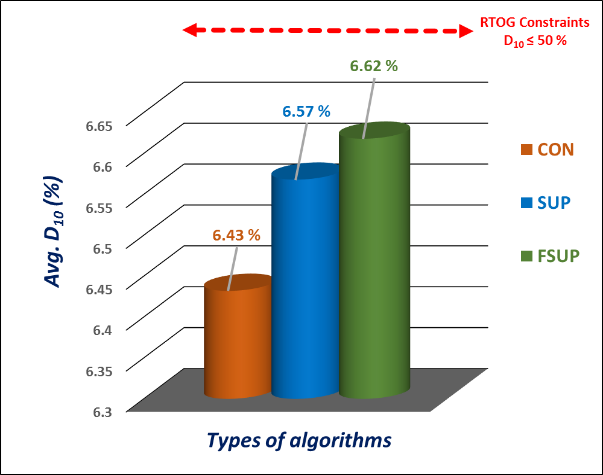 RTOG Constraints
D₁₀ ≤ 50 %
6.62 %
6.57 %
6.43 %
6.65
6.6
6.55
6.5
6.45
6.4
6.35
6.3
Avg. D₁₀ (%)
Types of algorithms
CON
SUP
FSUP